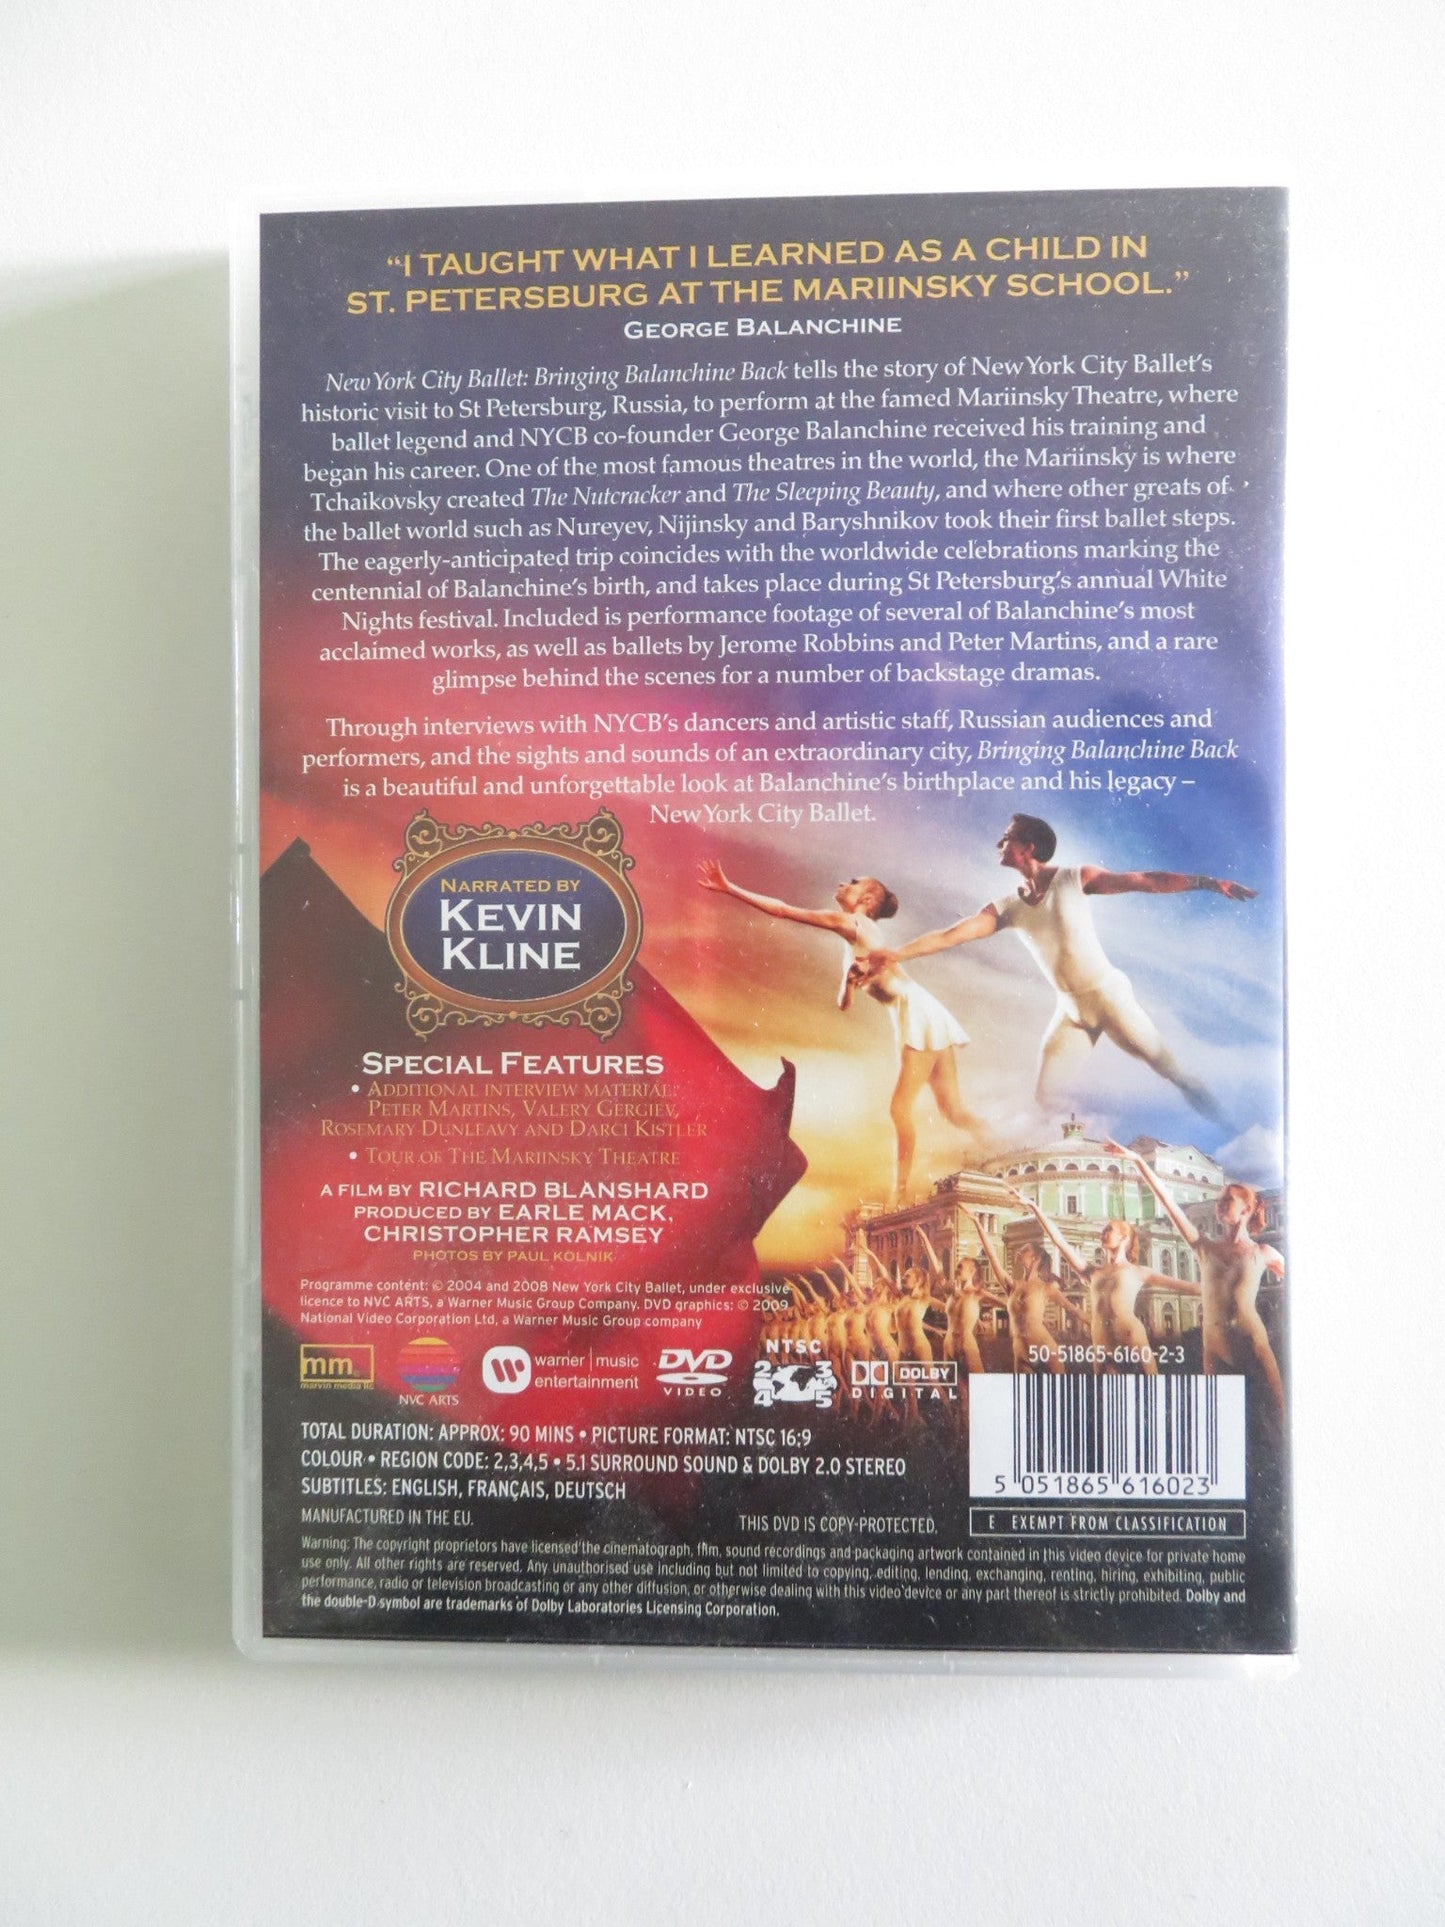 “I TAUGHT WHAT I LEARNED AS A CHILD IN
ST. PETERSBURG AT THE MARIINSKY SCHOOL.”
GEORGE BALANCHINE
New York City Ballet: Bringing Balanchine Back tells the story of New York City Ballet’s
historic visit to St Petersburg, Russia, to perform at the famed Mariinsky Theatre, where
ballet legend and NYCB co-founder George Balanchine received his training and
began his career. One of the most famous theatres in the world, the Mariinsky is where
Tchaikovsky created The Nutcracker and The Sleeping Beauty, and where other greats of
the ballet world such as Nureyev, Nijinsky and Baryshnikov took their first ballet steps.
The eagerly-anticipated trip coincides with the worldwide celebrations marking the
centennial of Balanchine’s birth, and takes place during St Petersburg’s annual White
Nights festival. Included is performance footage of several of Balanchine’s most
acclaimed works, as well as ballets by Jerome Robbins and Peter Martins, and a rare
glimpse behind the scenes for a number of backstage dramas.
Through interviews with NYCB’s dancers and artistic staff, Russian audiences and
performers, and the sights and sounds of an extraordinary city, Bringing Balanchine Back
is a beautiful and unforgettable look at Balanchine’s birthplace and his legacy –
New York City Ballet.
NARRATED BY
KEVIN
KLINE
SPECIAL FEATURES
• ADDITIONAL INTERVIEW MATERIAL:
PETER MARTINS, VALERY GERGIEV,
ROSEMARY DUNLEAVY AND DARCI KISTLER
• TOUR OF THE MARIINSKY THEATRE
A FILM BY RICHARD BLANSHARD
PRODUCED BY EARLE MACK,
CHRISTOPHER RAMSEY
PHOTOS BY PAUL KOLNIK
Programme content: © 2004 and 2008 New York City Ballet, under exclusive
licence to NVC ARTS, a Warner Music Group Company. DVD graphics: © 2009
National Video Corporation Ltd, a Warner Music Group company
mm
marvin media llc
NVC ARTS
warner | music
entertainment
DVD
VIDEO
NTSC
2 3
4 5
DOLBY
DIGITAL
50-51865-6160-2-3
5 051865 616023
TOTAL DURATION: APPROX: 90 MINS • PICTURE FORMAT: NTSC 16:9
COLOUR • REGION CODE: 2,3,4,5 • 5.1 SURROUND SOUND & DOLBY 2.0 STEREO
SUBTITLES: ENGLISH, FRANÇAIS, DEUTSCH
MANUFACTURED IN THE EU.
THIS DVD IS COPY-PROTECTED.
E EXEMPT FROM CLASSIFICATION
Warning: The copyright proprietors have licensed the cinematograph, film, sound recordings and packaging artwork contained in this video device for private home
use only. All other rights are reserved. Any unauthorised use including but not limited to copying, editing, lending, exchanging, renting, hiring, exhibiting, public
performance, radio or television broadcasting or any other diffusion, or otherwise dealing with this video device or any part thereof is strictly prohibited. Dolby and
the double-D symbol are trademarks of Dolby Laboratories Licensing Corporation.